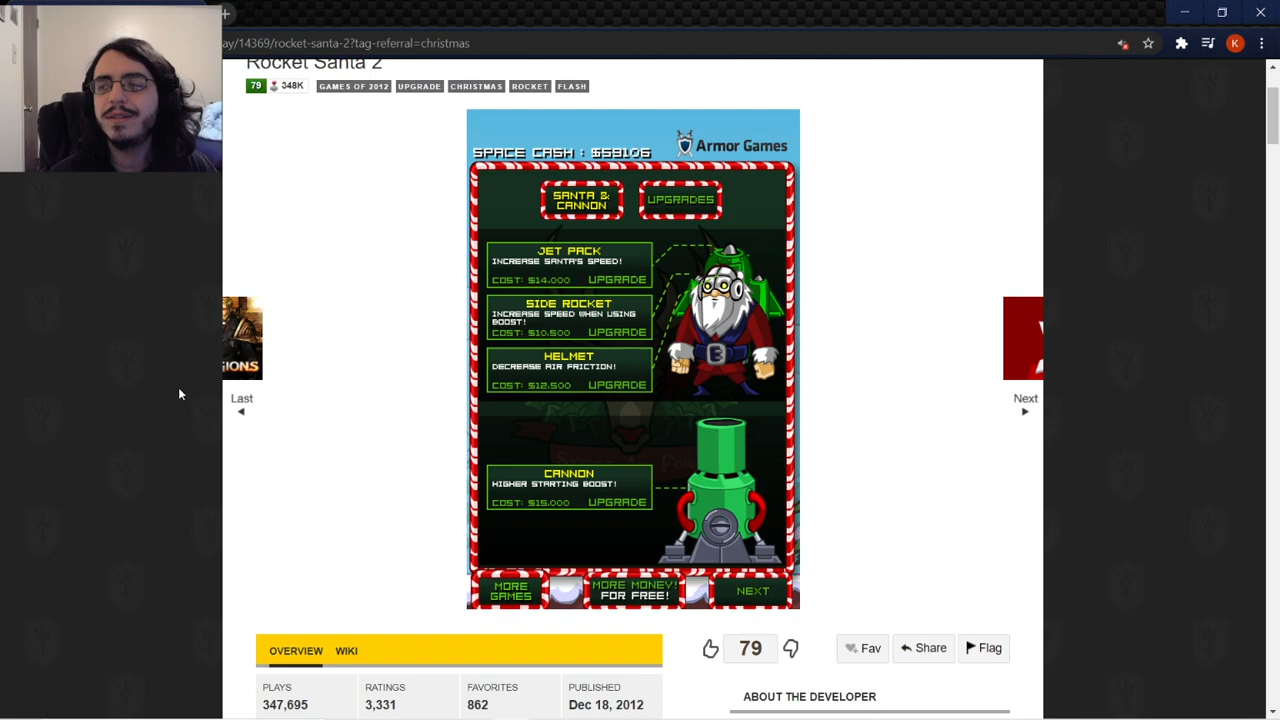 ay/14369/rocket-santa-2?tag-referral=christmas
K
Rocket Santa 2
79 348K GAMES OF 2012 UPGRADE CHRISTMAS ROCKET FLASH
Armor Games
SPACE CASH : $58106
SANTA &
CANNON
UPGRADES
JET PACK
INCREASE SANTA'S SPEED!
COST: $14.000 UPGRADE
SIDE ROCKET
INCREASE SPEED WHEN USING
BOOST!
COST: $10.500 UPGRADE
HELMET
DECREASE AIR FRICTION!
COST: $12.500 UPGRADE
IONS
Last
Next
CANNON
HIGHER STARTING BOOST!
COST: $15.000 UPGRADE
MORE
GAMES
MORE MONEY!
FOR FREE!
NEXT
OVERVIEW WIKI
79
Fav
Share
Flag
PLAYS
347,695
RATINGS
3,331
FAVORITES
862
PUBLISHED
Dec 18, 2012
ABOUT THE DEVELOPER